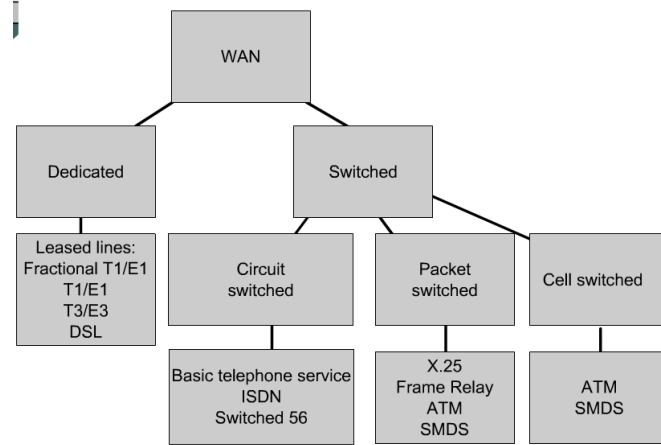 WAN
Dedicated
Switched
Leased lines:
Fractional T1/E1
T1/E1
T3/E3
DSL
Circuit
switched
Packet
switched
Cell switched
Basic telephone service
ISDN
Switched 56
X.25
Frame Relay
ATM
SMDS
ATM
SMDS